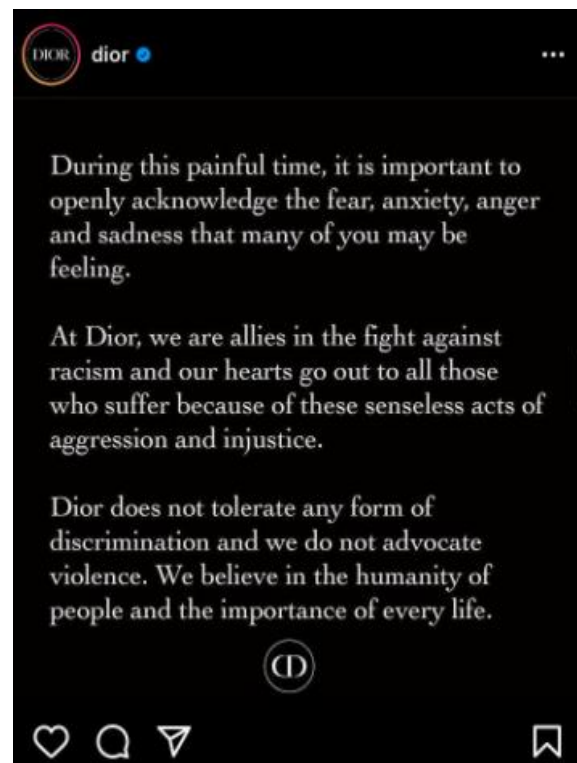 DIOR
dior
During this painful time, it is important to
openly acknowledge the fear, anxiety, anger
and sadness that many of you may be
feeling.
At Dior, we are allies in the fight against
racism and our hearts go out to all those
who suffer because of these senseless acts of
aggression and injustice.
Dior does not tolerate any form of
discrimination and we do not advocate
violence. We believe in the humanity of
people and the importance of every life.
CD